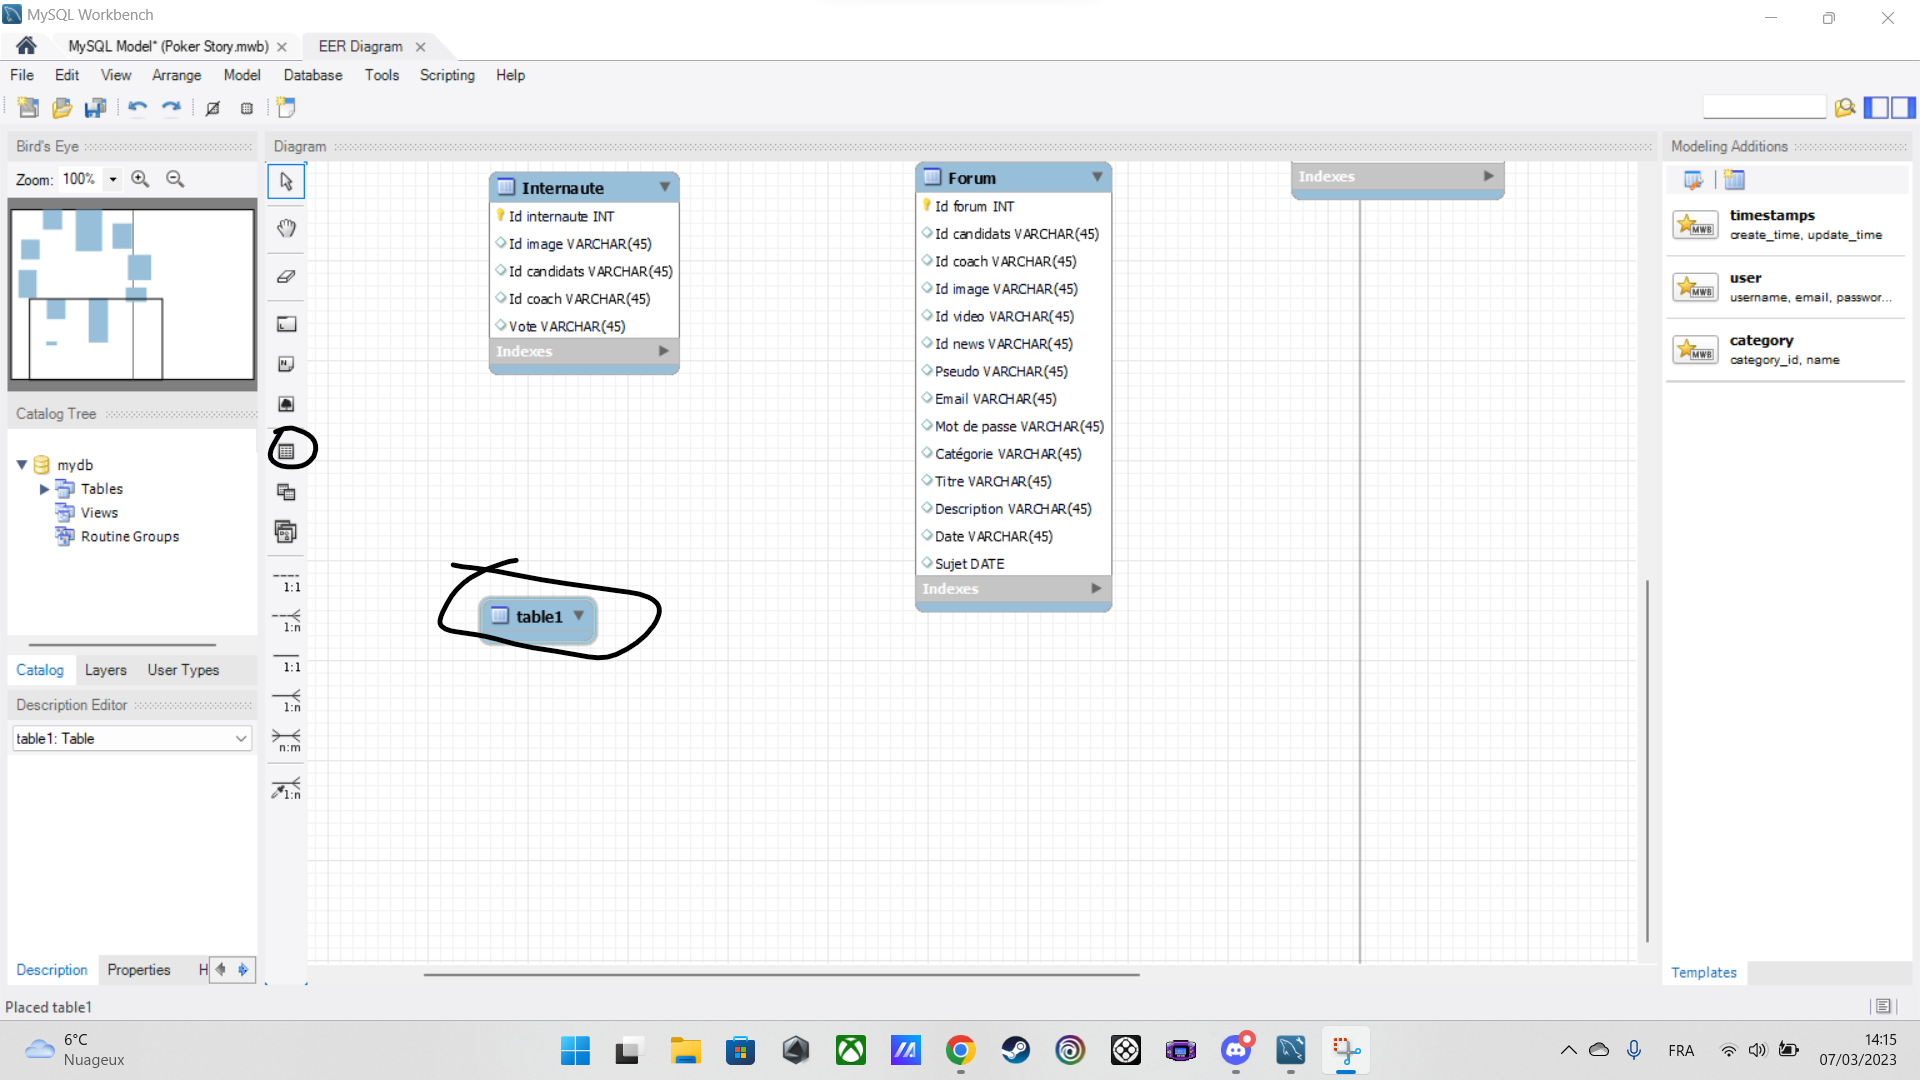 MySQL Workbench
MySQL Model* (Poker Story.mwb)
EER Diagram
File Edit View Arrange Model Database Tools Scripting Help
Bird's Eye
Zoom: 100%
Catalog Tree
mydb
Tables
Views
Routine Groups
Catalog Layers User Types
Description Editor
table1: Table
Description Properties H
Placed table1
Diagram
1:1
1:n
1:1
1:n
n:m
1:n
Internaute
Id internaute INT
Id image VARCHAR(45)
Id candidats VARCHAR(45)
Id coach VARCHAR(45)
Vote VARCHAR(45)
Indexes
table1
Forum
Id forum INT
Id candidats VARCHAR(45)
Id coach VARCHAR(45)
Id image VARCHAR(45)
Id video VARCHAR(45)
Id news VARCHAR(45)
Pseudo VARCHAR(45)
Email VARCHAR(45)
Mot de passe VARCHAR(45)
Catégorie VARCHAR(45)
Titre VARCHAR(45)
Description VARCHAR(45)
Date VARCHAR(45)
Sujet DATE
Indexes
Indexes
Modeling Additions
MWB
timestamps
create_time, update_time
MWB
user
username, email, passwor...
MWB
category
category_id, name
Templates
6°C
Nuageux
FRA
14:15
07/03/2023